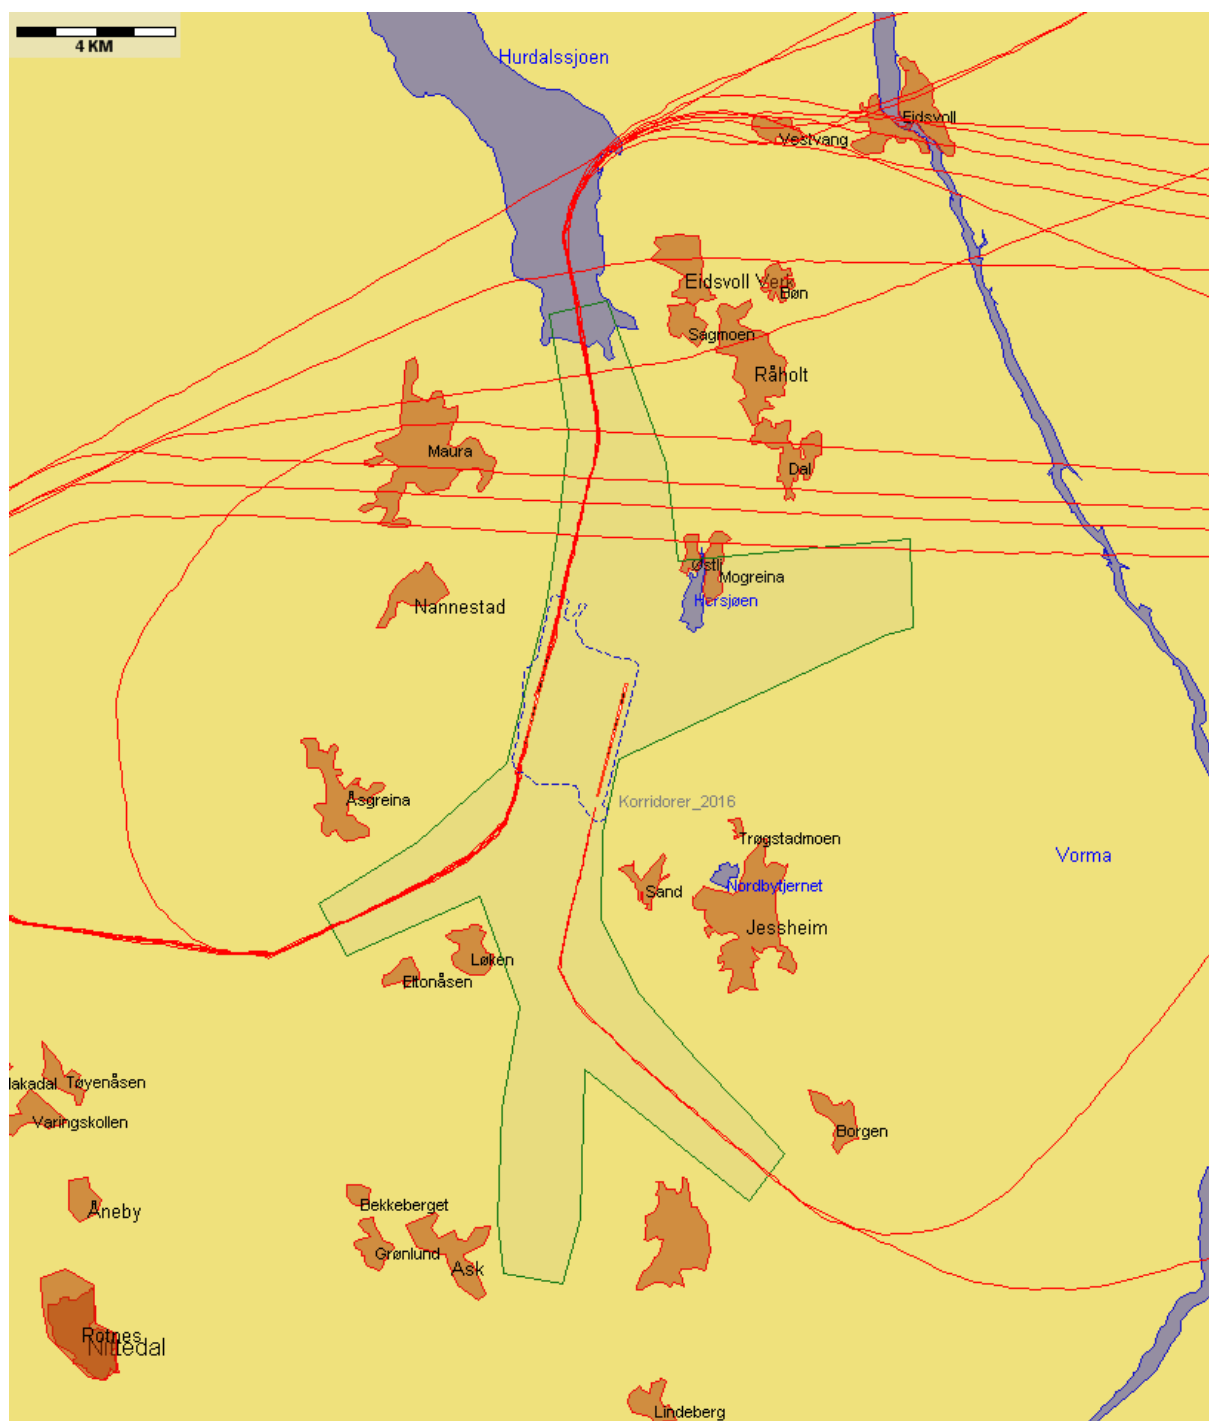 4 KM
Hurdalssjoen
Eidsvoll
Vestvang
Eidsvoll Verk
Bøn
Sagmoen
Råholt
Maura
Dal
Østli
Mogreina
Hersjøen
Nannestad
Åsgreina
Korridorer_2016
Trøgstadmoen
Vorma
Sand
Nordbytjernet
Jessheim
Løken
Eltonåsen
Hakadal
Tøyenåsen
Varingskollen
Borgen
Bekkeberget
Åneby
Grønlund
Ask
Rotnes
Nittedal
Lindeberg